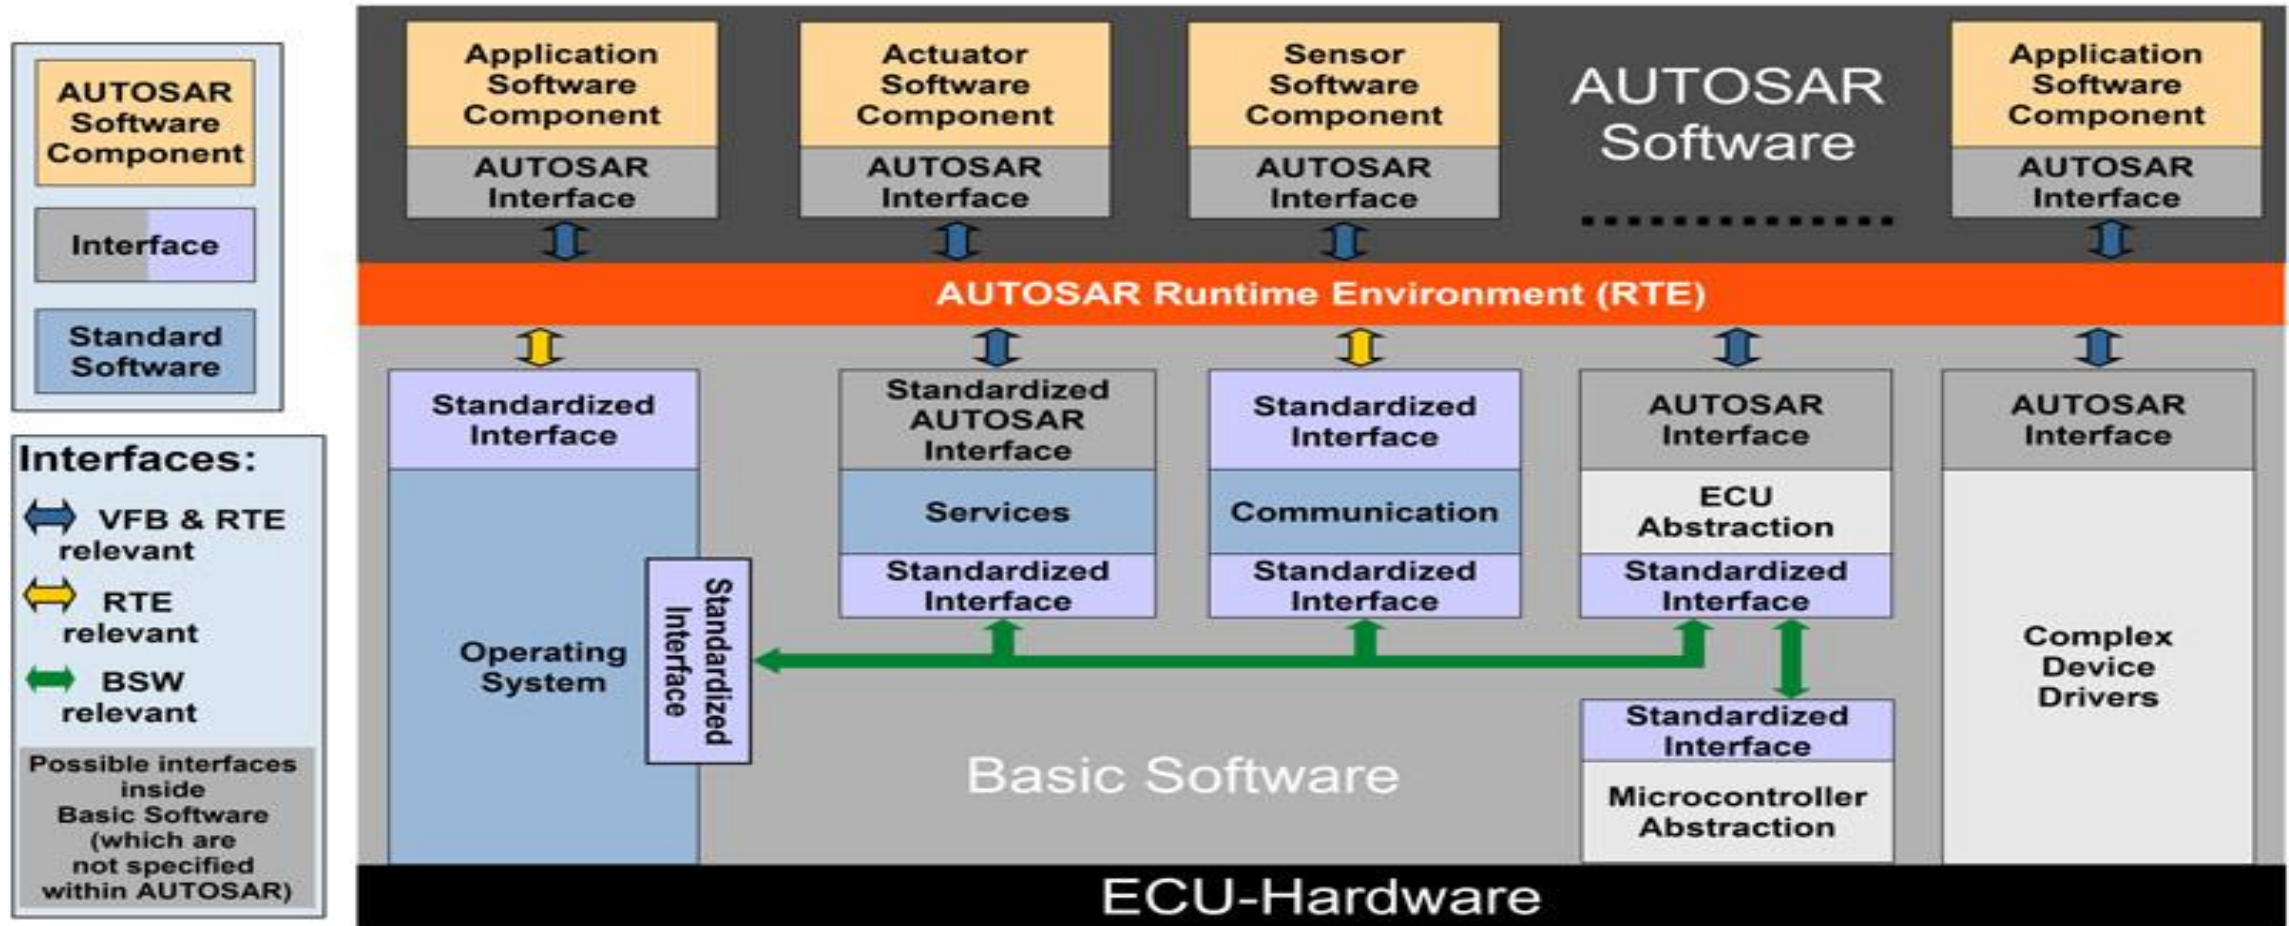 AUTOSAR
Software
Component
Interface
Standard
Software
Interfaces:
VFB & RTE
relevant
RTE
relevant
BSW
relevant
Possible interfaces
inside
Basic Software
(which are
not specified
within AUTOSAR)
Application
Software
Component
AUTOSAR
Interface
Actuator
Software
Component
AUTOSAR
Interface
Sensor
Software
Component
AUTOSAR
Interface
AUTOSAR
Software
Application
Software
Component
AUTOSAR
Interface
AUTOSAR Runtime Environment (RTE)
Standardized
Interface
Operating
System
Standardized
Interface
Standardized
AUTOSAR
Interface
Services
Standardized
Interface
Standardized
Interface
Communication
Standardized
Interface
AUTOSAR
Interface
ECU
Abstraction
Standardized
Interface
Standardized
Interface
Microcontroller
Abstraction
AUTOSAR
Interface
Complex
Device
Drivers
Basic Software
ECU-Hardware